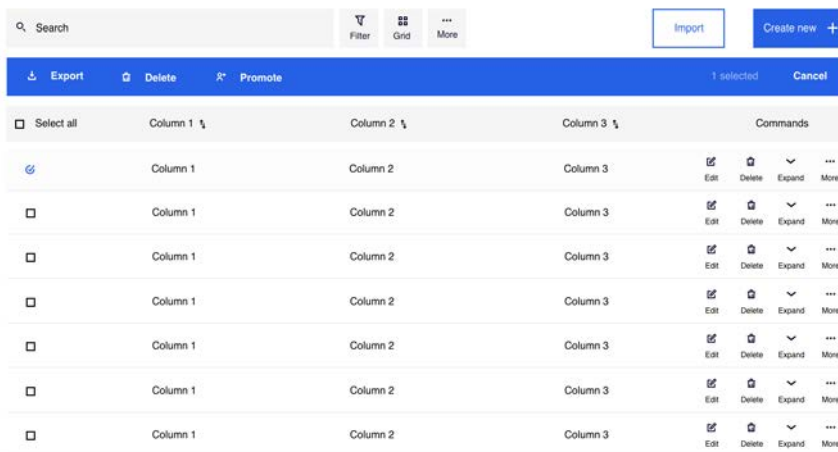 Search Filter Grid More Import Create new
Export Delete Promote 1 selected Cancel
Select all Column 1 Column 2 Column 3 Commands
Column 1 Column 2 Column 3 Edit Delete Expand More
Column 1 Column 2 Column 3 Edit Delete Expand More
Column 1 Column 2 Column 3 Edit Delete Expand More
Column 1 Column 2 Column 3 Edit Delete Expand More
Column 1 Column 2 Column 3 Edit Delete Expand More
Column 1 Column 2 Column 3 Edit Delete Expand More
Column 1 Column 2 Column 3 Edit Delete Expand More